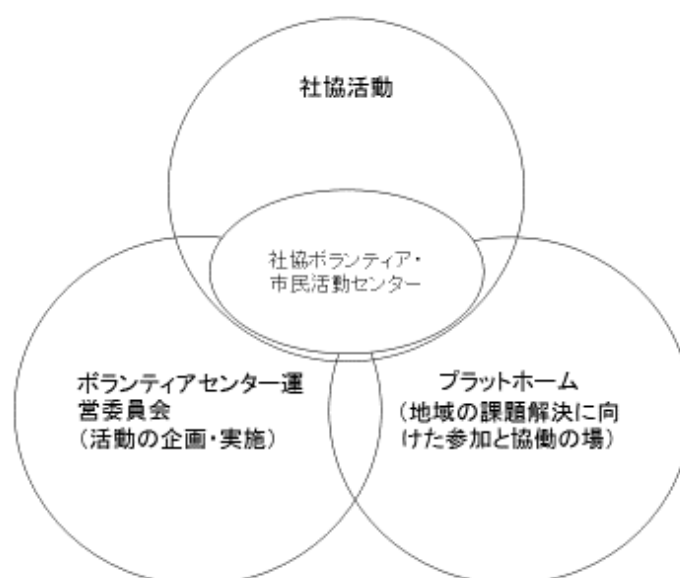 社協活動
社協ボランティア・
市民活動センター
ボランティアセンター運
営委員会
（活動の企画・実施）
プラットホーム
（地域の課題解決に向
けた参加と協働の場）